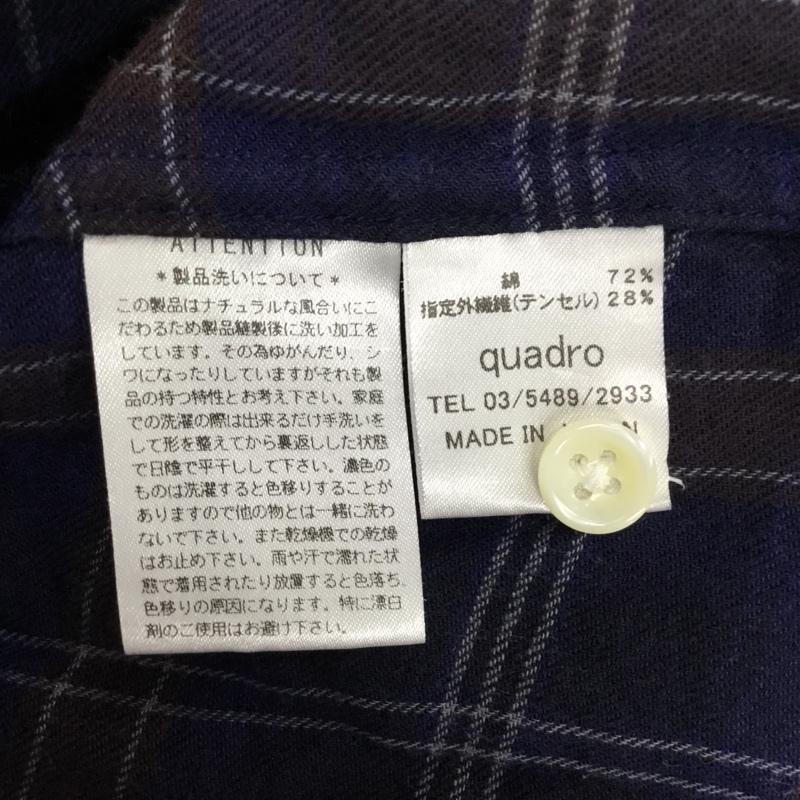 ATTENTION
*製品洗いについて*
この製品はナチュラルな風合いにこ
だわるため製品縫製後に洗い加工を
しています。その為ゆがんだり、シ
ワになったりしていますがそれも製
品の持つ特性とお考え下さい。家庭
での洗濯の際は出来るだけ手洗いを
して形を整えてから裏返しした状態
で日陰で平干しして下さい。濃色の
ものは洗濯すると色移りすることが
ありますので他の物とは一緒に洗わ
ないで下さい。また乾燥機での乾燥
はお止め下さい。雨や汗で濡れた状
態で着用されたり放置すると色落ち、
色移りの原因になります。特に漂白
剤のご使用はお避け下さい。
綿 72%
指定外繊維(テンセル) 28%
quadro
TEL 03/5489/2933
MADE IN